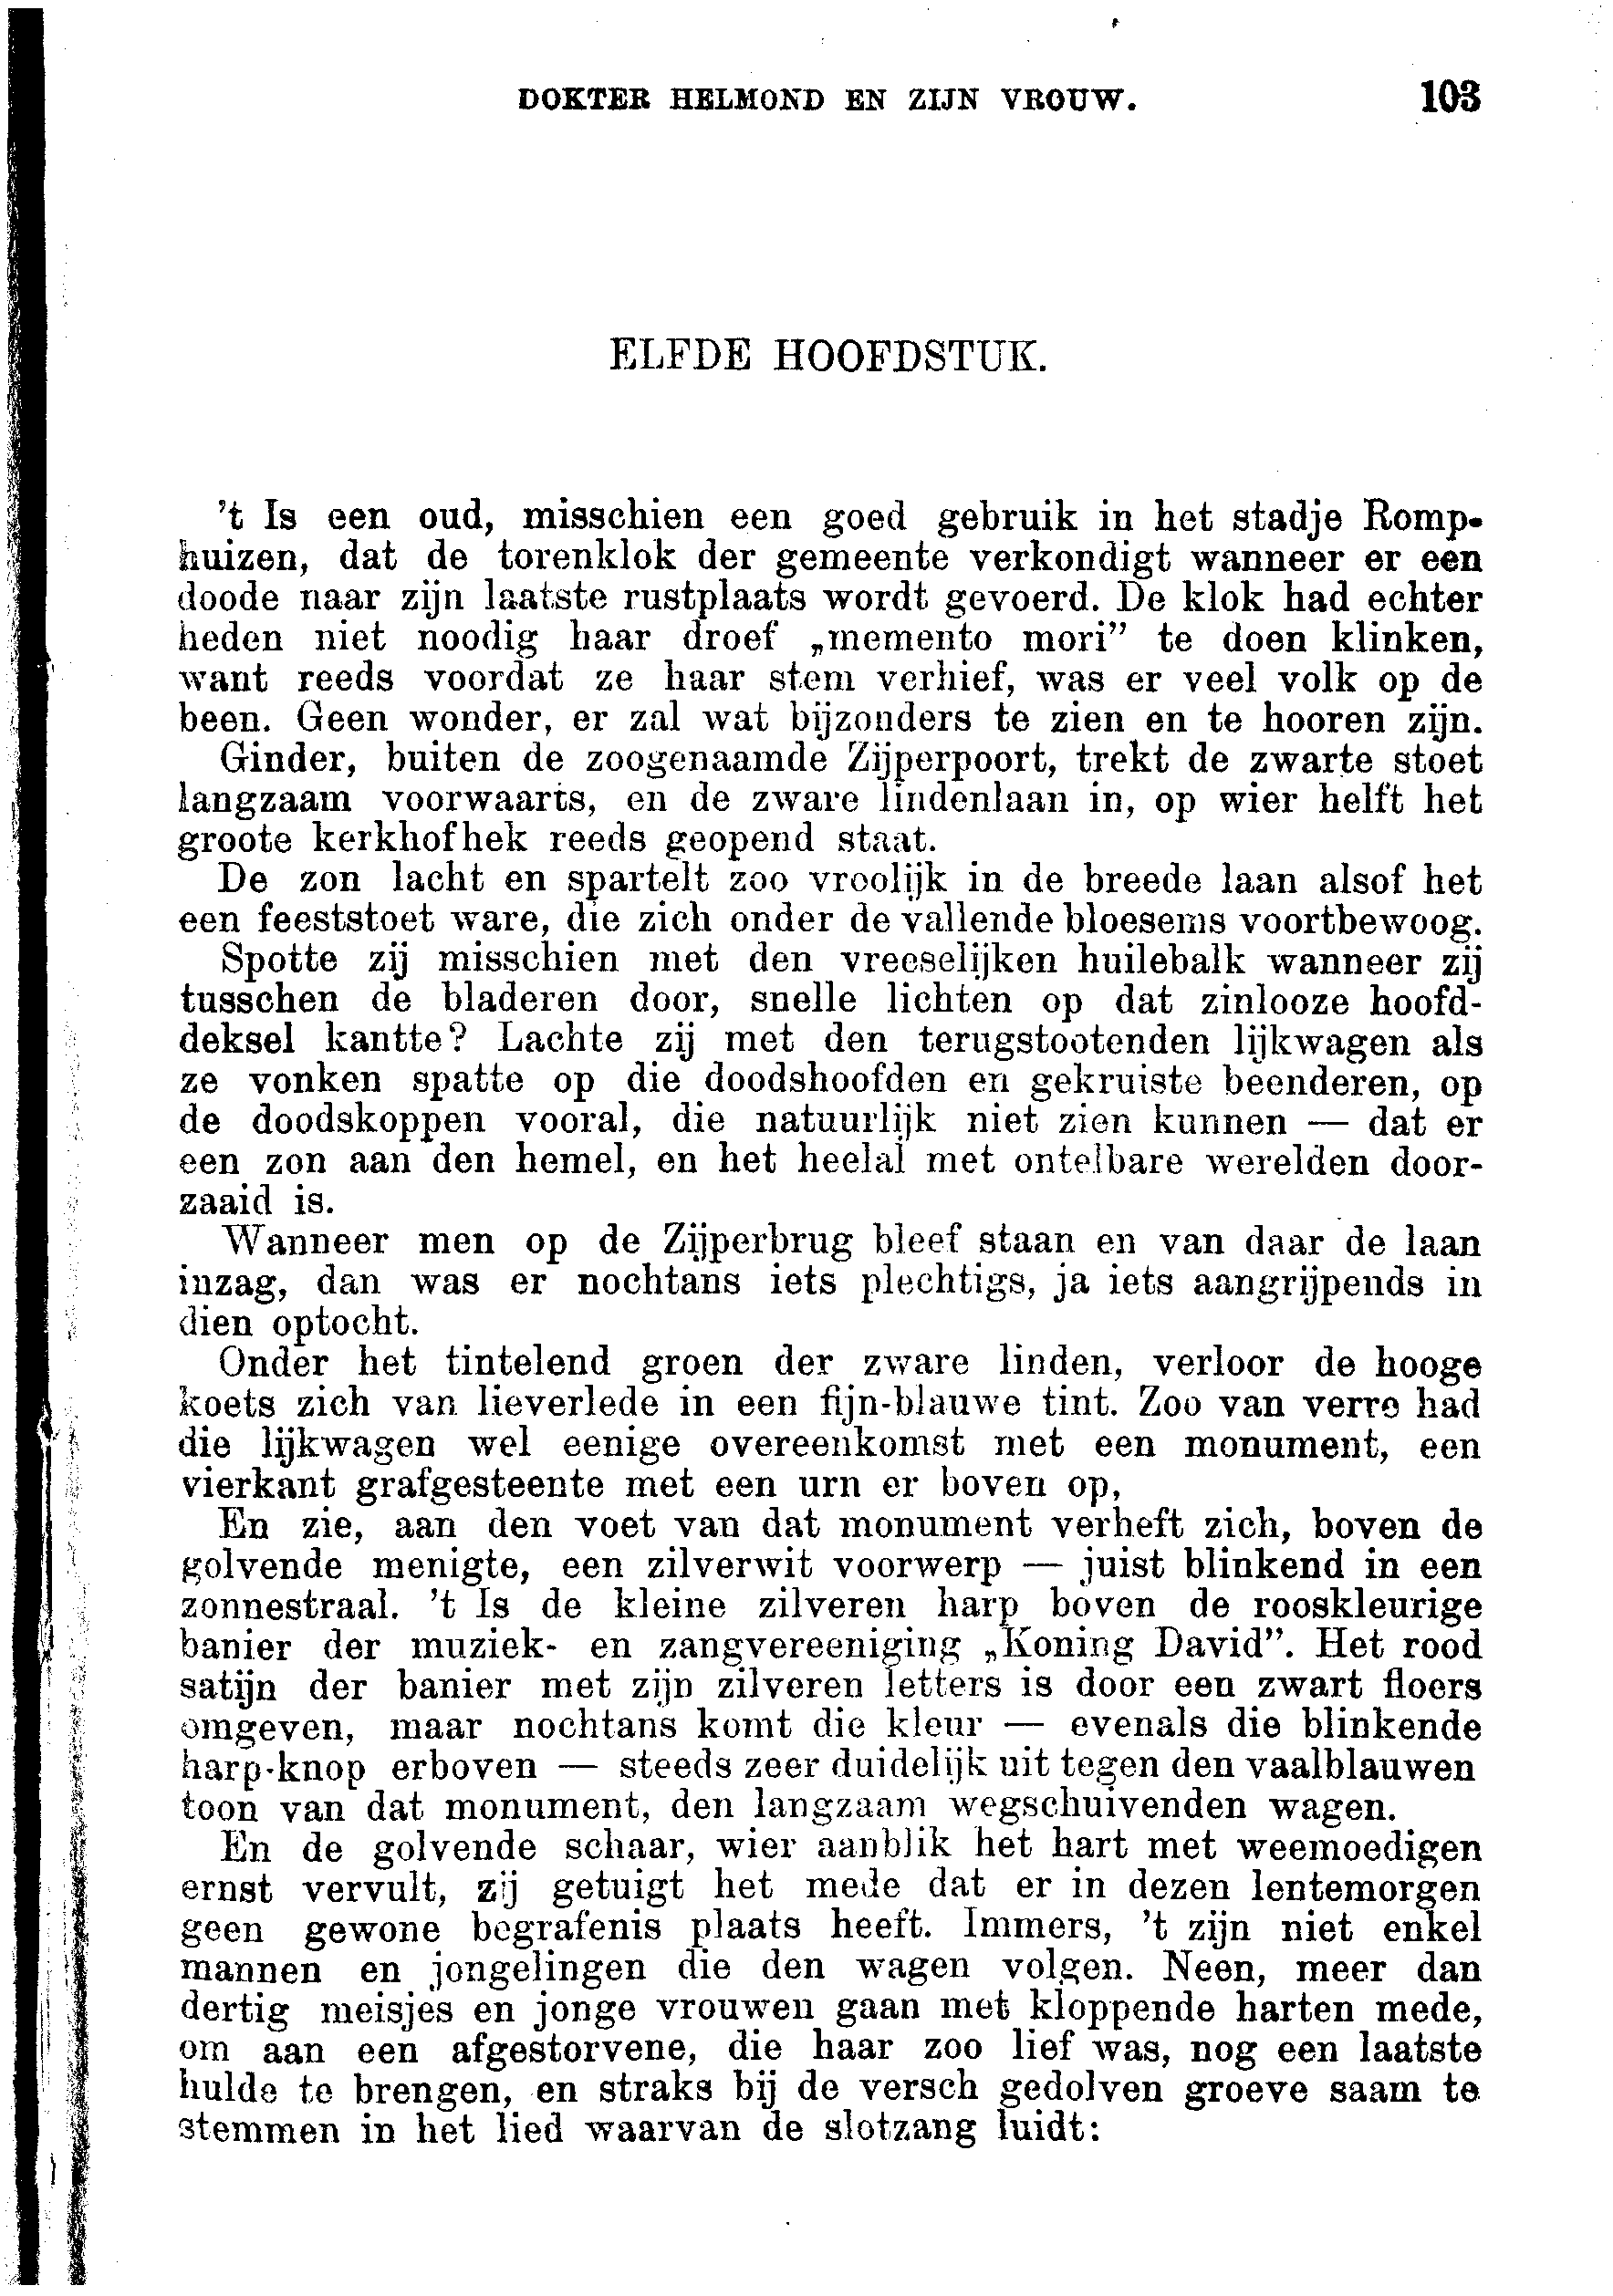 DOKTER HELMOND EN ZIJN VROUW. 103
ELFDE HOOFDSTUK.
't Is een oud, misschien een goed gebruik in het stadje Romp-
huizen, dat de torenklok der gemeente verkondigt wanneer er een
doode naar zijn laatste rustplaats wordt gevoerd. De klok had echter
heden niet noodig haar droef „memento mori” te doen klinken,
want reeds voordat ze haar stem verhief, was er veel volk op de
been. Geen wonder, er zal wat bijzonders te zien en te hooren zijn.
Ginder, buiten de zoogenaamde Zijperpoort, trekt de zwarte stoet
langzaam voorwaarts, en de zware lindenlaan in, op wier helft het
groote kerkhofhek reeds geopend staat.
De zon lacht en spartelt zoo vroolijk in de breede laan alsof het
een feeststoet ware, die zich onder de vallende bloesems voortbewoog.
Spotte zij misschien met den vreeselijken huilebalk wanneer zij
tusschen de bladeren door, snelle lichten op dat zinlooze hoofd-
deksel kantte? Lachte zij met den terugstootenden lijkwagen als
ze vonken spatte op die doodshoofden en gekruiste beenderen, op
de doodskoppen vooral, die natuurlijk niet zien kunnen — dat er
een zon aan den hemel, en het heelal met ontelbare werelden door-
zaaid is.
Wanneer men op de Zijperbrug bleef staan en van daar de laan
inzag, dan was er nochtans iets plechtigs, ja iets aangrijpends in
dien optocht.
Onder het tintelend groen der zware linden, verloor de hooge
koets zich van lieverlede in een fijn-blauwe tint. Zoo van verre had
die lijkwagen wel eenige overeenkomst met een monument, een
vierkant grafgesteente met een urn er boven op,
En zie, aan den voet van dat monument verheft zich, boven de
golvende menigte, een zilverwit voorwerp — juist blinkend in een
zonnestraal. 't Is de kleine zilveren harp boven de rooskleurige
banier der muziek- en zangvereeniging „Koning David”. Het rood
satijn der banier met zijn zilveren letters is door een zwart floers
omgeven, maar nochtans komt die kleur — evenals die blinkende
harp-knop erboven — steeds zeer duidelijk uit tegen den vaalblauwen
toon van dat monument, den langzaam wegschuivenden wagen.
En de golvende schaar, wier aanblik het hart met weemoedigen
ernst vervult, zij getuigt het mede dat er in dezen lentemorgen
geen gewone begrafenis plaats heeft. Immers, 't zijn niet enkel
mannen en jongelingen die den wagen volgen. Neen, meer dan
dertig meisjes en jonge vrouwen gaan met kloppende harten mede,
om aan een afgestorvene, die haar zoo lief was, nog een laatste
hulde te brengen, en straks bij de versch gedolven groeve saam te
stemmen in het lied waarvan de slotzang luidt: